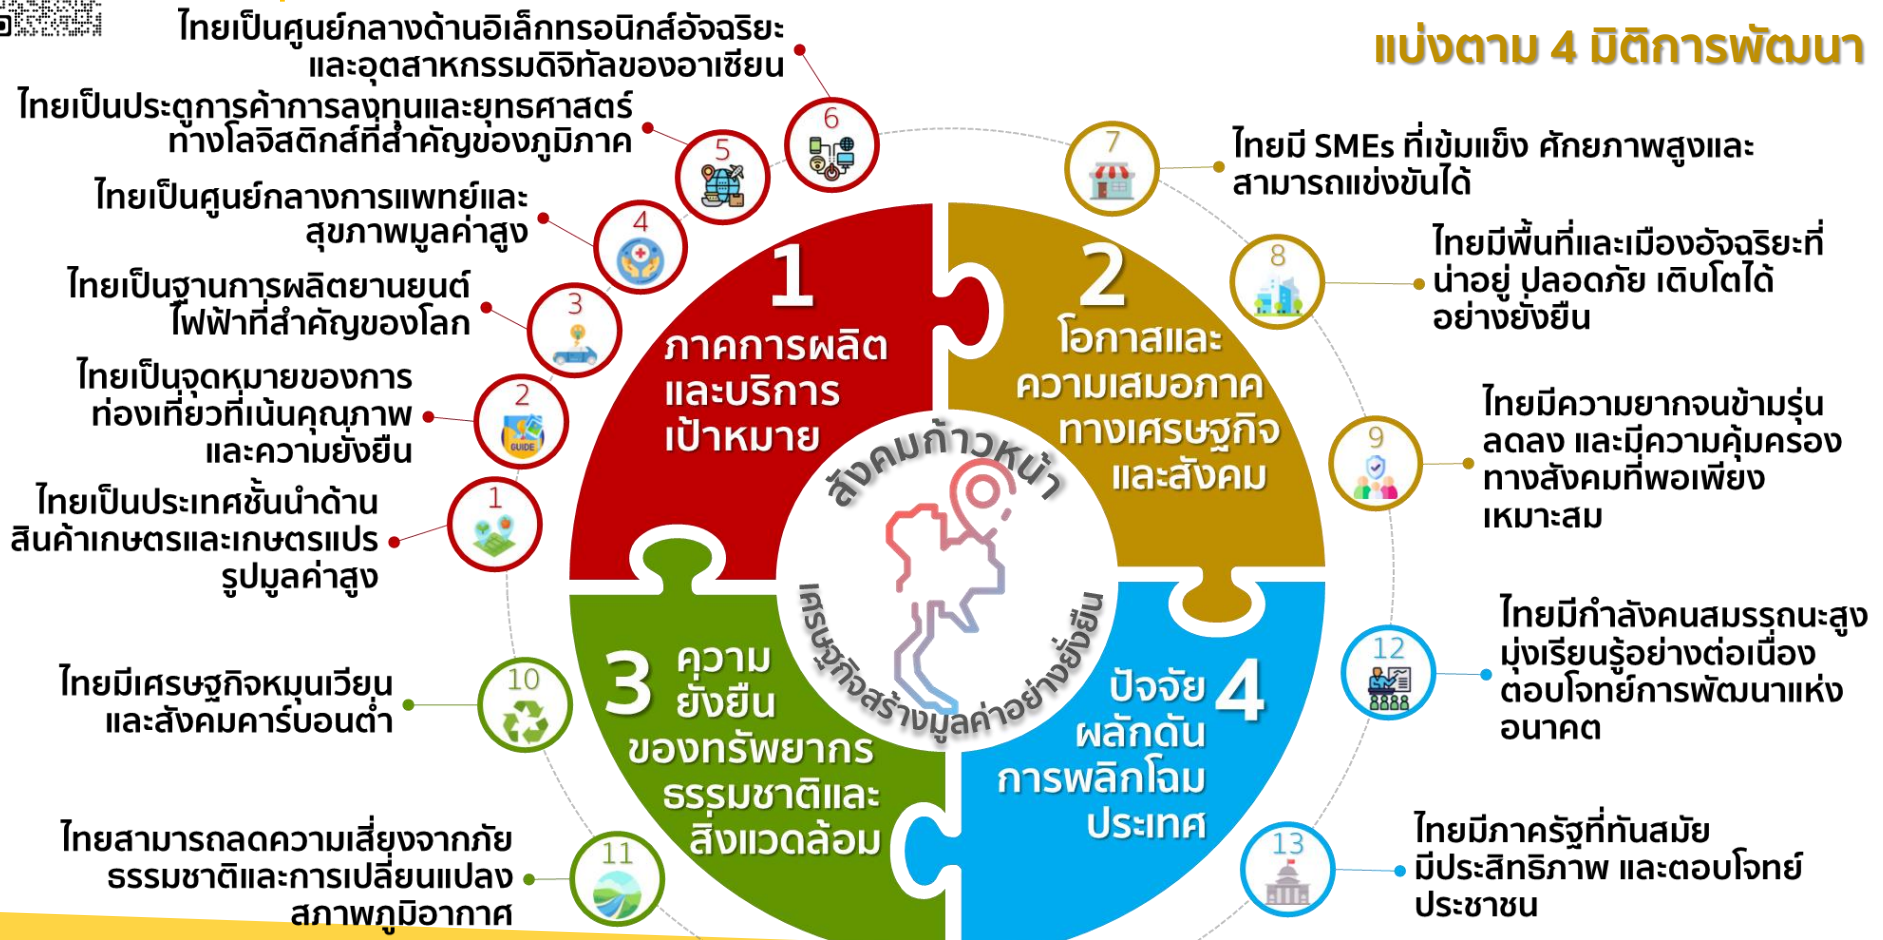 แบ่งตาม 4 มิติการพัฒนา
ไทยเป็นศูนย์กลางด้านอิเล็กทรอนิกส์อัจฉริยะ
และอุตสาหกรรมดิจิทัลของอาเซียน
6
ไทยเป็นประตูการค้าการลงทุนและยุทธศาสตร์
ทางโลจิสติกส์ที่สำคัญของภูมิภาค
5
ไทยเป็นศูนย์กลางการแพทย์และ
สุขภาพมูลค่าสูง
4
ไทยเป็นฐานการผลิตยานยนต์
ไฟฟ้าที่สำคัญของโลก
3
ไทยเป็นจุดหมายของการ
ท่องเที่ยวที่เน้นคุณภาพ
และความยั่งยืน
2
GUIDE
ไทยเป็นประเทศชั้นนำด้าน
สินค้าเกษตรและเกษตรแปร
รูปมูลค่าสูง
1
1
ภาคการผลิต
และบริการ
เป้าหมาย
2
โอกาสและ
ความเสมอภาค
ทางเศรษฐกิจ
และสังคม
7
ไทยมี SMEs ที่เข้มแข็ง ศักยภาพสูงและ
สามารถแข่งขันได้
8
ไทยมีพื้นที่และเมืองอัจฉริยะที่
น่าอยู่ ปลอดภัย เติบโตได้
อย่างยั่งยืน
9
ไทยมีความยากจนข้ามรุ่น
ลดลง และมีความคุ้มครอง
ทางสังคมที่พอเพียง
เหมาะสม
สังคมก้าวหน้า
เศรษฐกิจสร้างมูลค่าอย่างยั่งยืน
3
ความ
ยั่งยืน
ของทรัพยากร
ธรรมชาติและ
สิ่งแวดล้อม
10
ไทยมีเศรษฐกิจหมุนเวียน
และสังคมคาร์บอนต่ำ
11
ไทยสามารถลดความเสี่ยงจากภัย
ธรรมชาติและการเปลี่ยนแปลง
สภาพภูมิอากาศ
ปัจจัย 4
ผลักดัน
การพลิกโฉม
ประเทศ
12
ไทยมีกำลังคนสมรรถนะสูง
มุ่งเรียนรู้อย่างต่อเนื่อง
ตอบโจทย์การพัฒนาแห่ง
อนาคต
13
ไทยมีภาครัฐที่ทันสมัย
มีประสิทธิภาพ และตอบโจทย์
ประชาชน